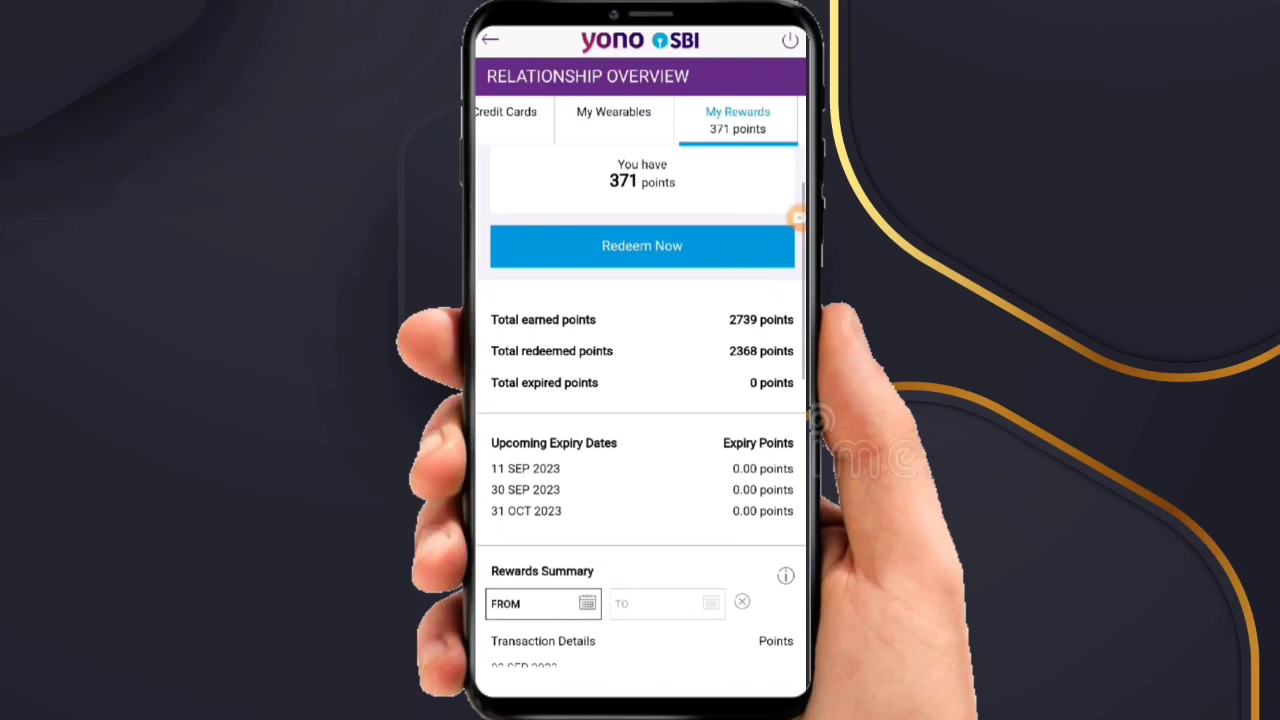 yono SBI
RELATIONSHIP OVERVIEW
Credit Cards
My Wearables
My Rewards
371 points
You have
371 points
Redeem Now
Total earned points 2739 points
Total redeemed points 2368 points
Total expired points 0 points
Upcoming Expiry Dates Expiry Points
11 SEP 2023 0.00 points
30 SEP 2023 0.00 points
31 OCT 2023 0.00 points
Rewards Summary
FROM TO
Transaction Details Points